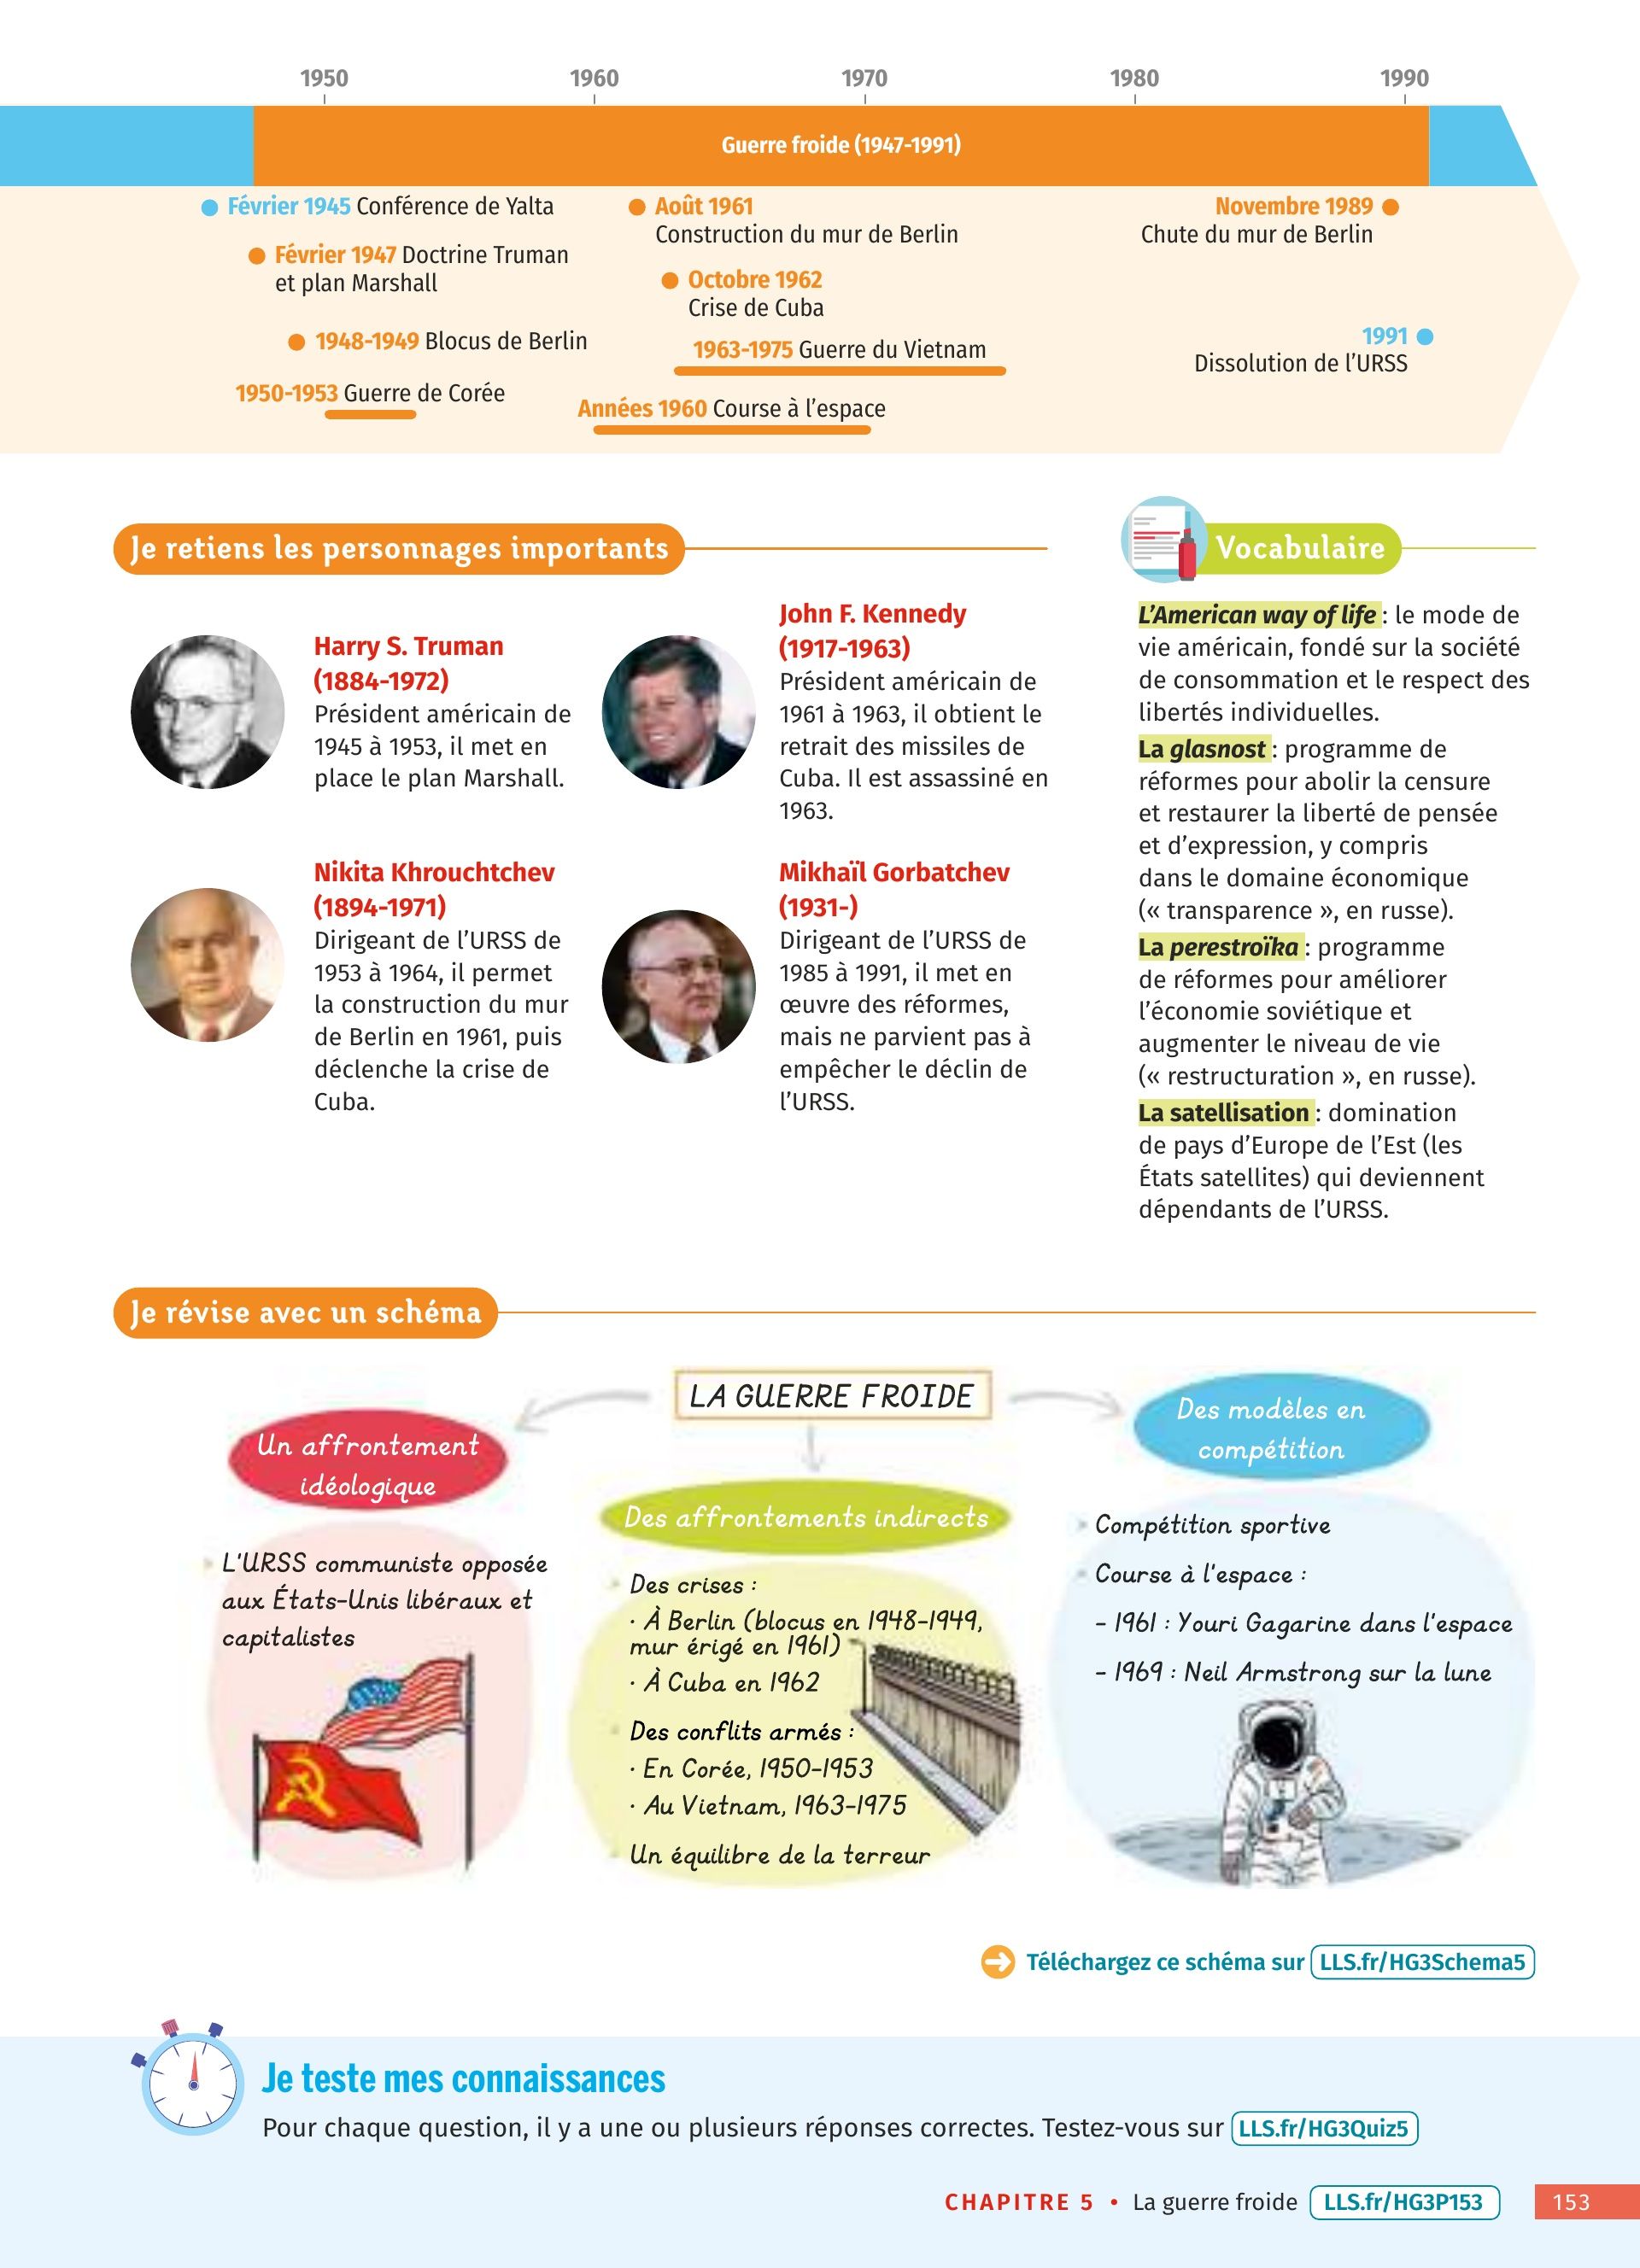 1950 1960 1970 1980 1990
Guerre froide (1947-1991)
Février 1945 Conférence de Yalta
Février 1947 Doctrine Truman
et plan Marshall
1948-1949 Blocus de Berlin
1950-1953 Guerre de Corée
Août 1961
Construction du mur de Berlin
Octobre 1962
Crise de Cuba
1963-1975 Guerre du Vietnam
Années 1960 Course à l’espace
Novembre 1989
Chute du mur de Berlin
1991
Dissolution de l’URSS
Je retiens les personnages importants
Harry S. Truman
(1884-1972)
Président américain de
1945 à 1953, il met en
place le plan Marshall.
John F. Kennedy
(1917-1963)
Président américain de
1961 à 1963, il obtient le
retrait des missiles de
Cuba. Il est assassiné en
1963.
Nikita Khrouchtchev
(1894-1971)
Dirigeant de l’URSS de
1953 à 1964, il permet
la construction du mur
de Berlin en 1961, puis
déclenche la crise de
Cuba.
Mikhaïl Gorbatchev
(1931-)
Dirigeant de l’URSS de
1985 à 1991, il met en
œuvre des réformes,
mais ne parvient pas à
empêcher le déclin de
l’URSS.
Vocabulaire
L’American way of life : le mode de
vie américain, fondé sur la société
de consommation et le respect des
libertés individuelles.
La glasnost : programme de
réformes pour abolir la censure
et restaurer la liberté de pensée
et d’expression, y compris
dans le domaine économique
(« transparence », en russe).
La perestroïka : programme
de réformes pour améliorer
l’économie soviétique et
augmenter le niveau de vie
(« restructuration », en russe).
La satellisation : domination
de pays d’Europe de l’Est (les
États satellites) qui deviennent
dépendants de l’URSS.
Je révise avec un schéma
LA GUERRE FROIDE
Un affrontement
idéologique
L'URSS communiste opposée
aux États-Unis libéraux et
capitalistes
Des affrontements indirects
Des crises :
· À Berlin (blocus en 1948-1949,
mur érigé en 1961)
· À Cuba en 1962
Des conflits armés :
· En Corée, 1950-1953
· Au Vietnam, 1963-1975
Un équilibre de la terreur
Des modèles en
compétition
Compétition sportive
Course à l'espace :
- 1961 : Youri Gagarine dans l'espace
- 1969 : Neil Armstrong sur la lune
Téléchargez ce schéma sur LLS.fr/HG3Schema5
Je teste mes connaissances
Pour chaque question, il y a une ou plusieurs réponses correctes. Testez-vous sur LLS.fr/HG3Quiz5
CHAPITRE 5 • La guerre froide LLS.fr/HG3P153 153